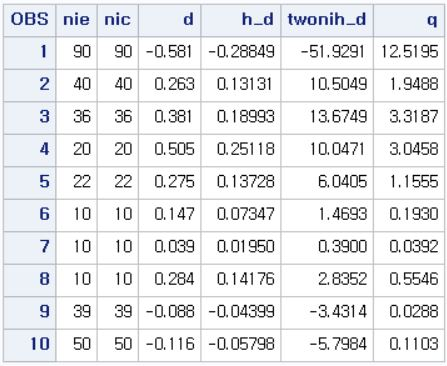 OBS nie nic d h_d twonih_d q
1 90 90 -0.581 -0.28849 -51.9291 12.5195
2 40 40 0.263 0.13131 10.5049 1.9488
3 36 36 0.381 0.18993 13.6749 3.3187
4 20 20 0.505 0.25118 10.0471 3.0458
5 22 22 0.275 0.13728 6.0405 1.1555
6 10 10 0.147 0.07347 1.4693 0.1930
7 10 10 0.039 0.01950 0.3900 0.0392
8 10 10 0.284 0.14176 2.8352 0.5546
9 39 39 -0.088 -0.04399 -3.4314 0.0288
10 50 50 -0.116 -0.05798 -5.7984 0.1103